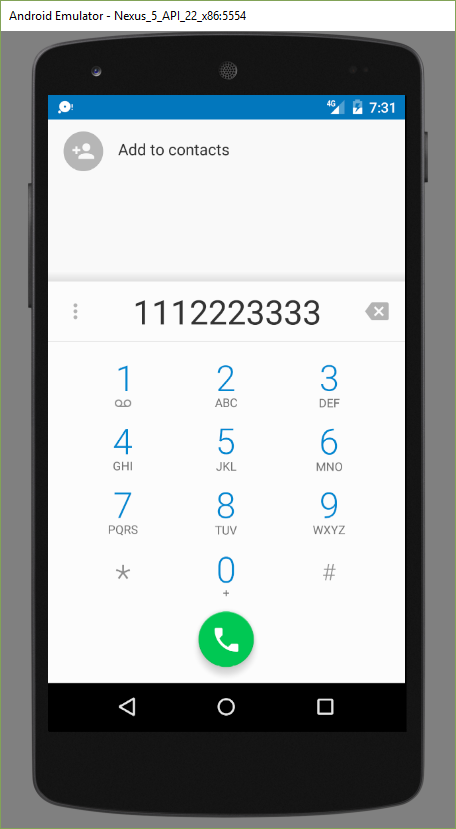 Android Emulator - Nexus_5_API_22_x86:5554
4G 7:31
Add to contacts
1112223333
1 2 3
ABC DEF
4 5 6
GHI JKL MNO
7 8 9
PQRS TUV WXYZ
* 0 #
+